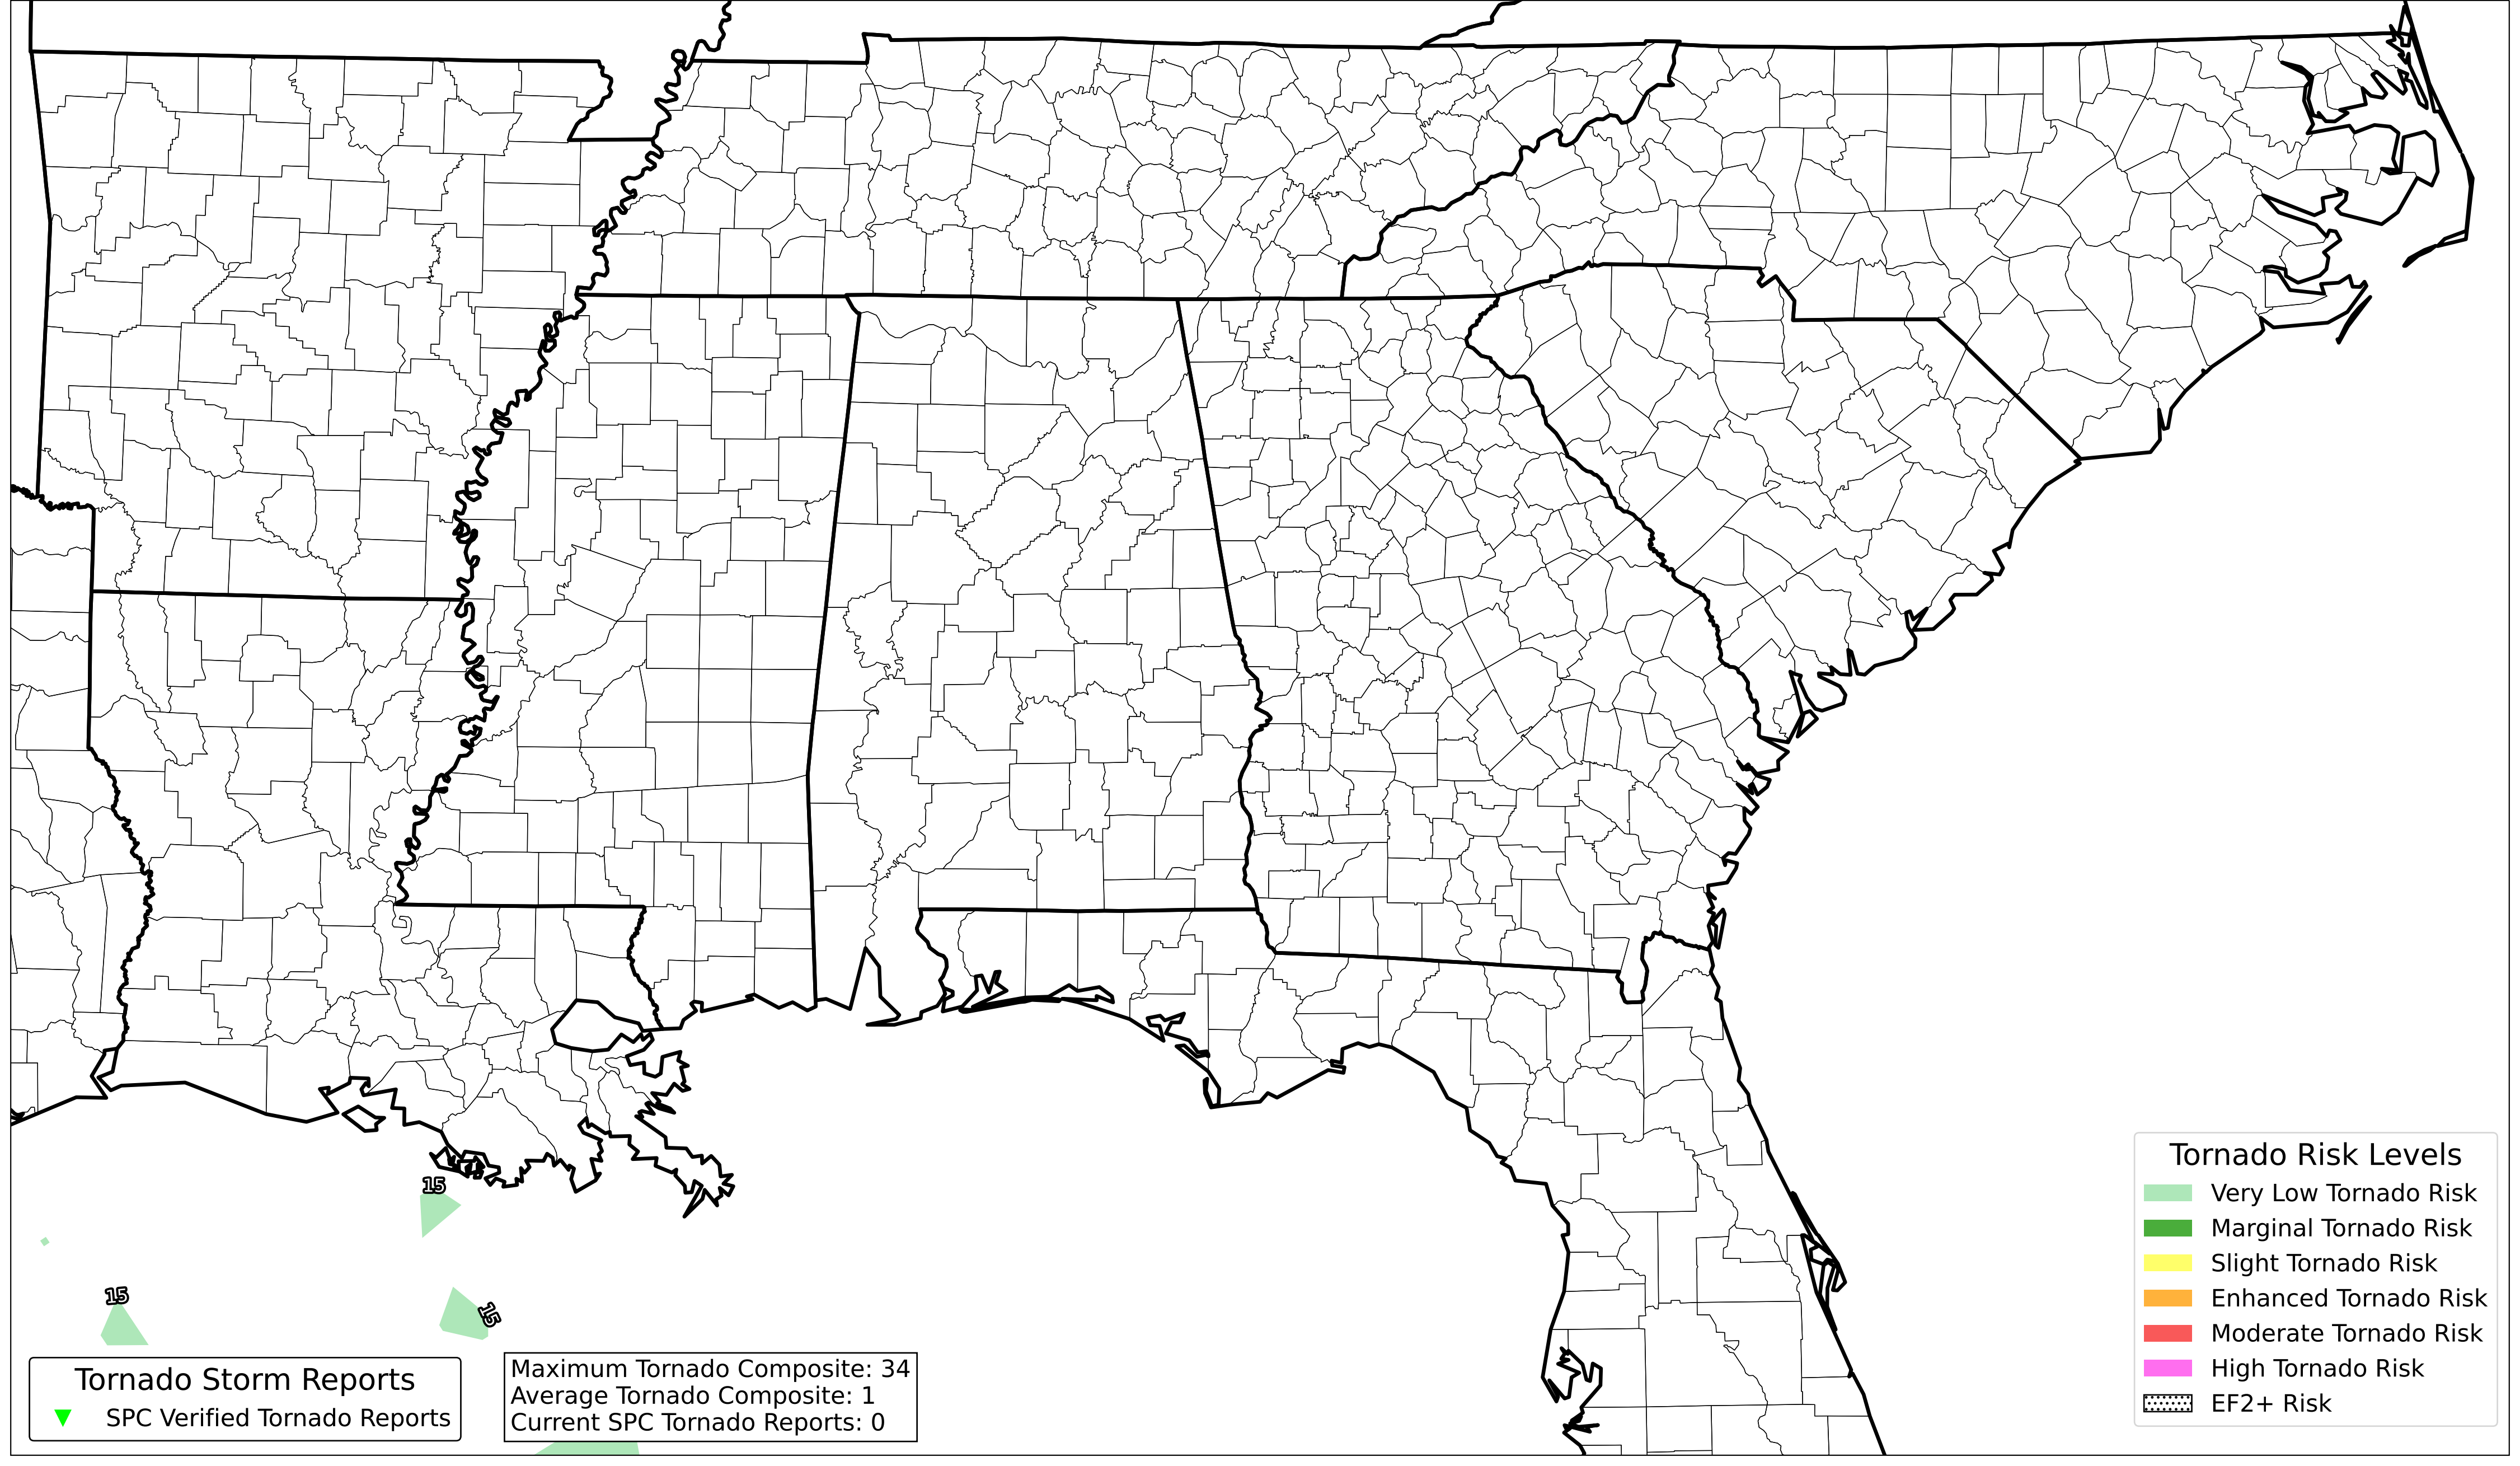 15
15
15
Tornado Storm Reports
SPC Verified Tornado Reports
Maximum Tornado Composite: 34
Average Tornado Composite: 1
Current SPC Tornado Reports: 0
Tornado Risk Levels
Very Low Tornado Risk
Marginal Tornado Risk
Slight Tornado Risk
Enhanced Tornado Risk
Moderate Tornado Risk
High Tornado Risk
EF2+ Risk